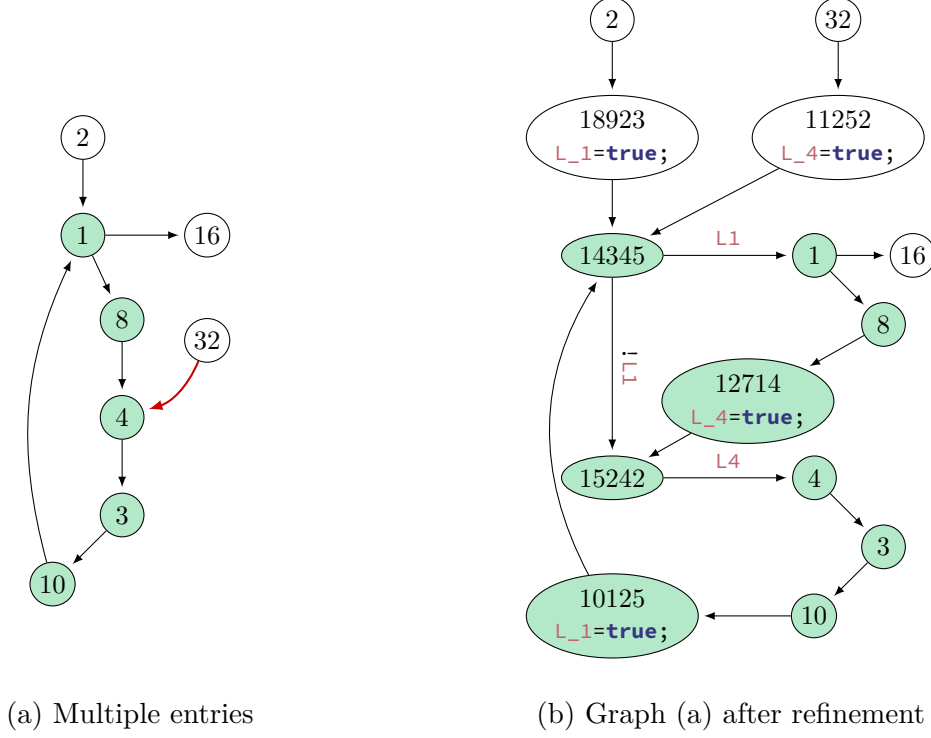 2
1
16
8
32
4
3
10
(a) Multiple entries
2
32
18923
L_1=true;
11252
L_4=true;
14345
L1
1
16
8
!L1
12714
L_4=true;
15242
L4
4
3
10125
L_1=true;
10
(b) Graph (a) after refinement